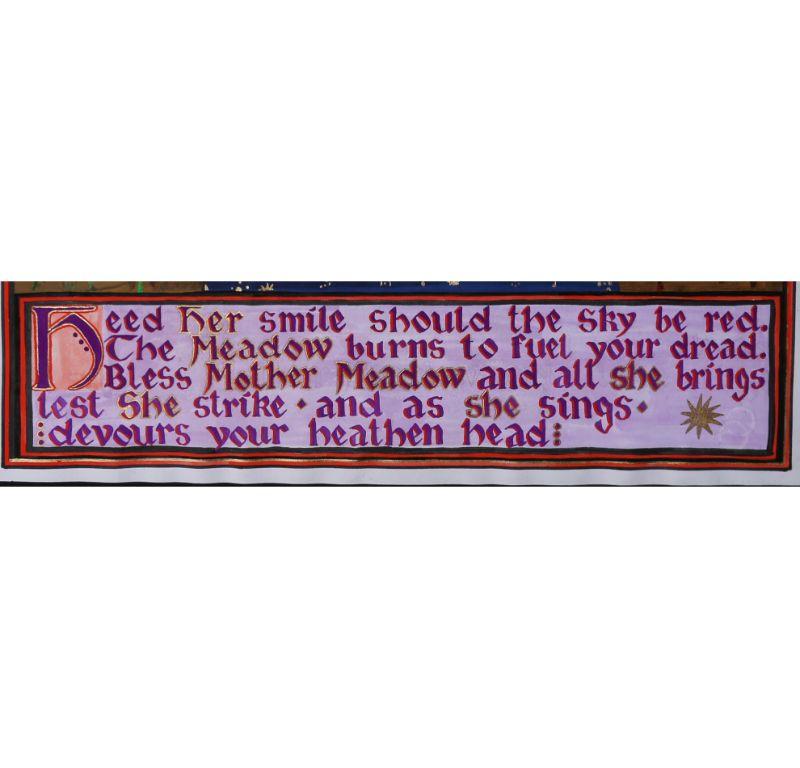 Heed Her smile should the sky be red.
The Meadow burns to fuel your dread.
Bless Mother Meadow and all she brings
lest She strike · and as she sings ·
devours your heathen head